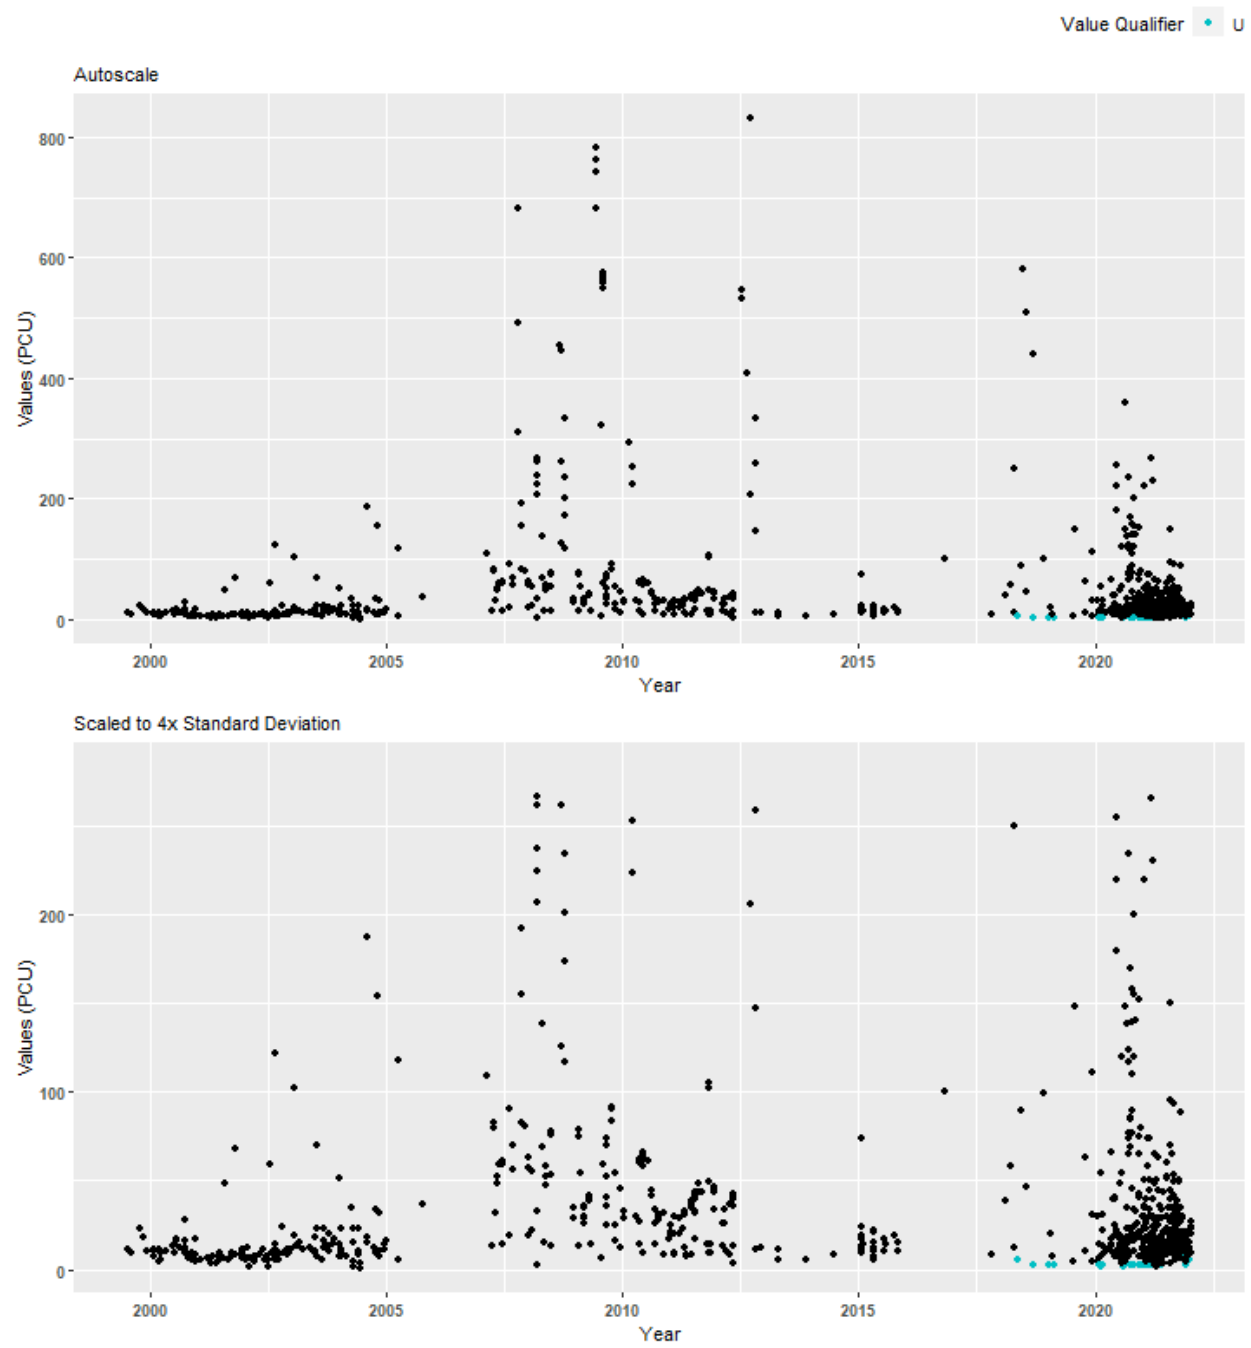 Value Qualifier U
Autoscale
800
600
400
200
0
Values (PCU)
2000 2005 2010 2015 2020
Year
Scaled to 4x Standard Deviation
200
100
0
Values (PCU)
2000 2005 2010 2015 2020
Year